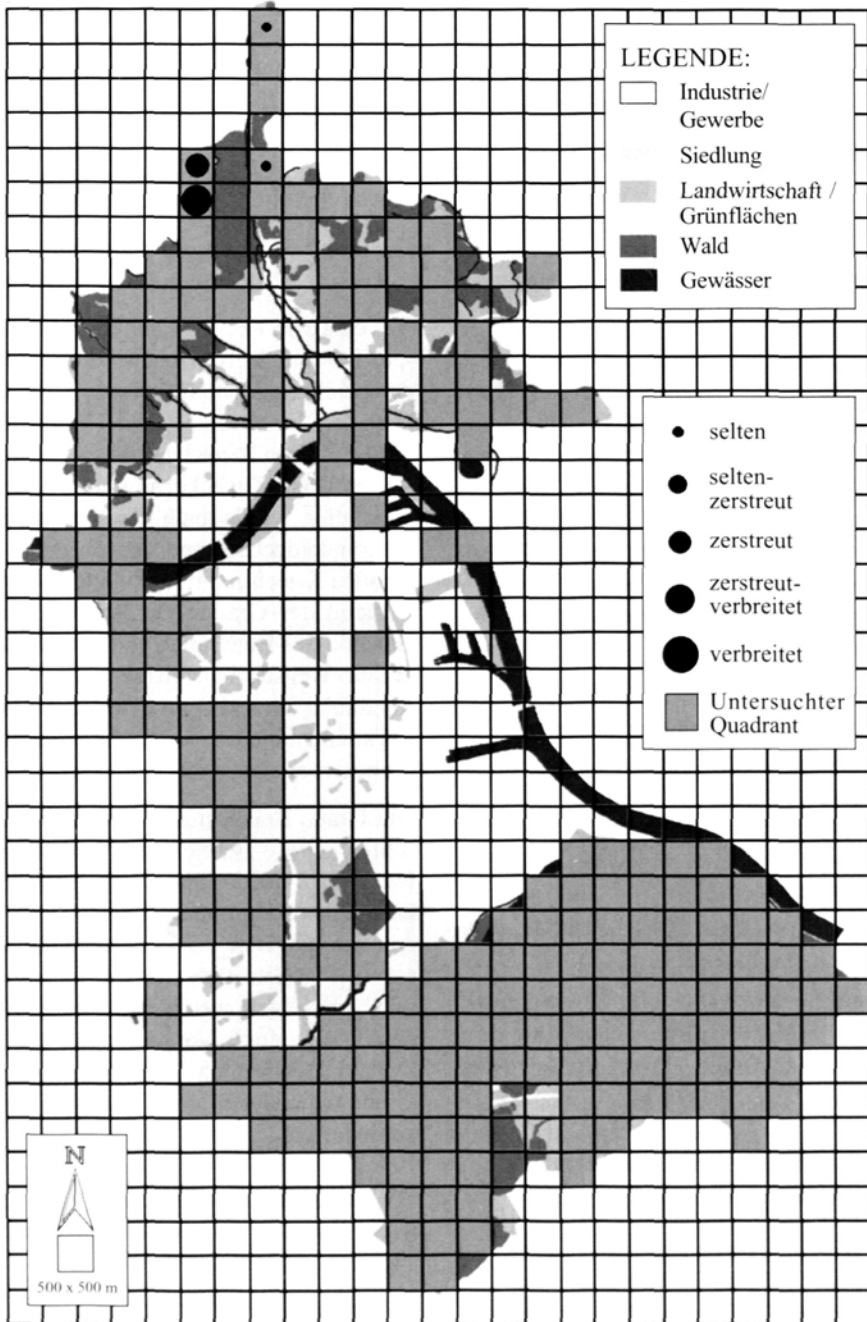 LEGENDE:
Industrie/
Gewerbe
Siedlung
Landwirtschaft /
Grünflächen
Wald
Gewässer
selten
selten-
zerstreut
zerstreut
zerstreut-
verbreitet
verbreitet
Untersuchter
Quadrant
N
500 x 500 m